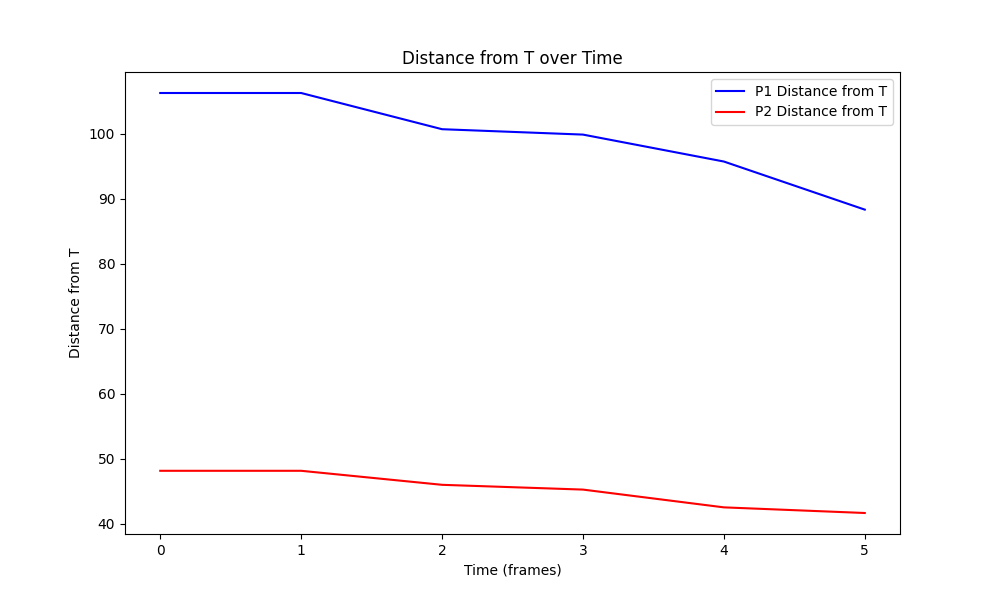 Distance from T over Time
P1 Distance from T
P2 Distance from T
Distance from T
100
90
80
70
60
50
40
0 1 2 3 4 5
Time (frames)